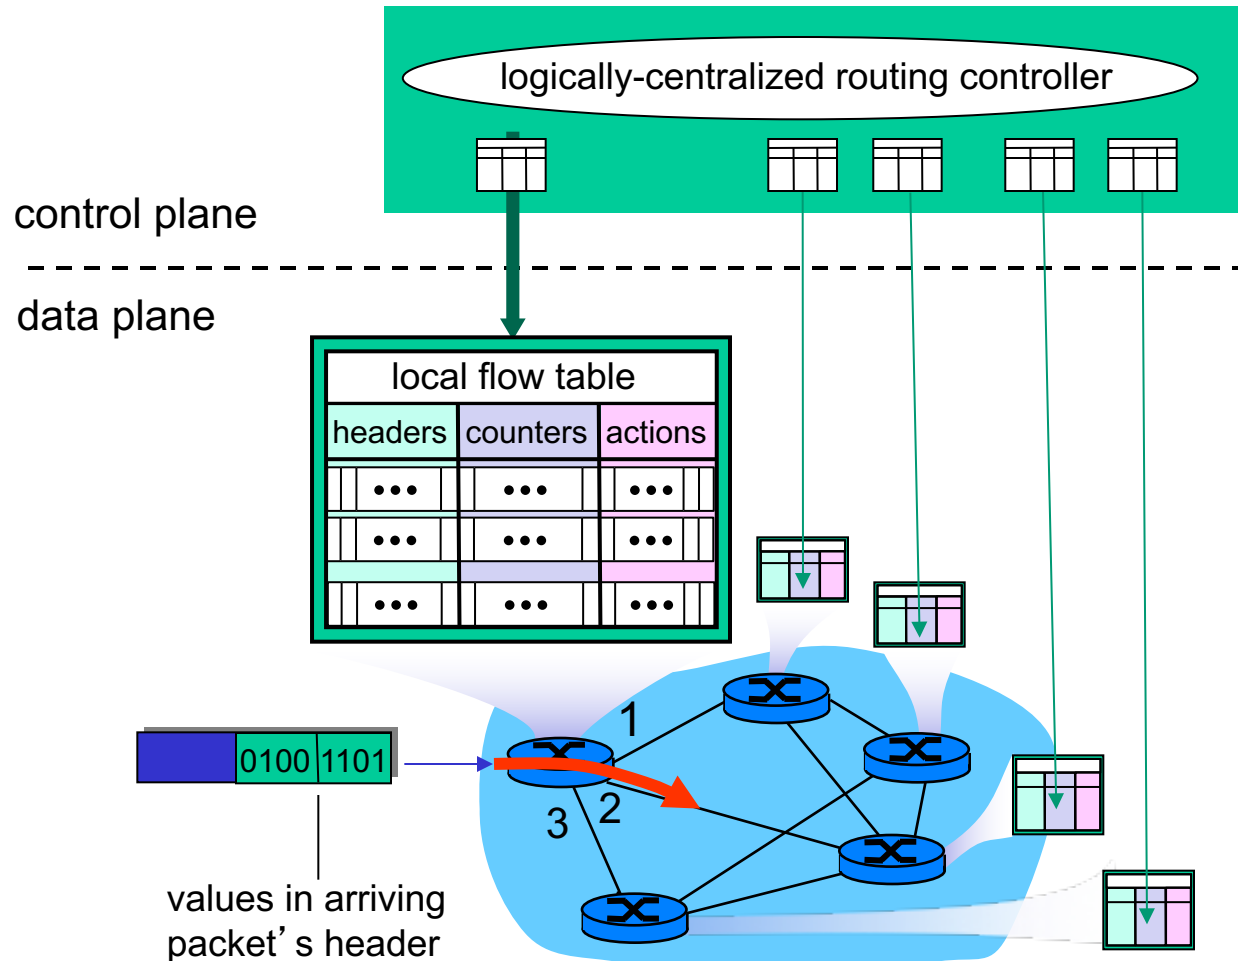 logically-centralized routing controller
control plane
data plane
local flow table
headers counters actions
1
0100 1101
2
3
values in arriving
packet’s header